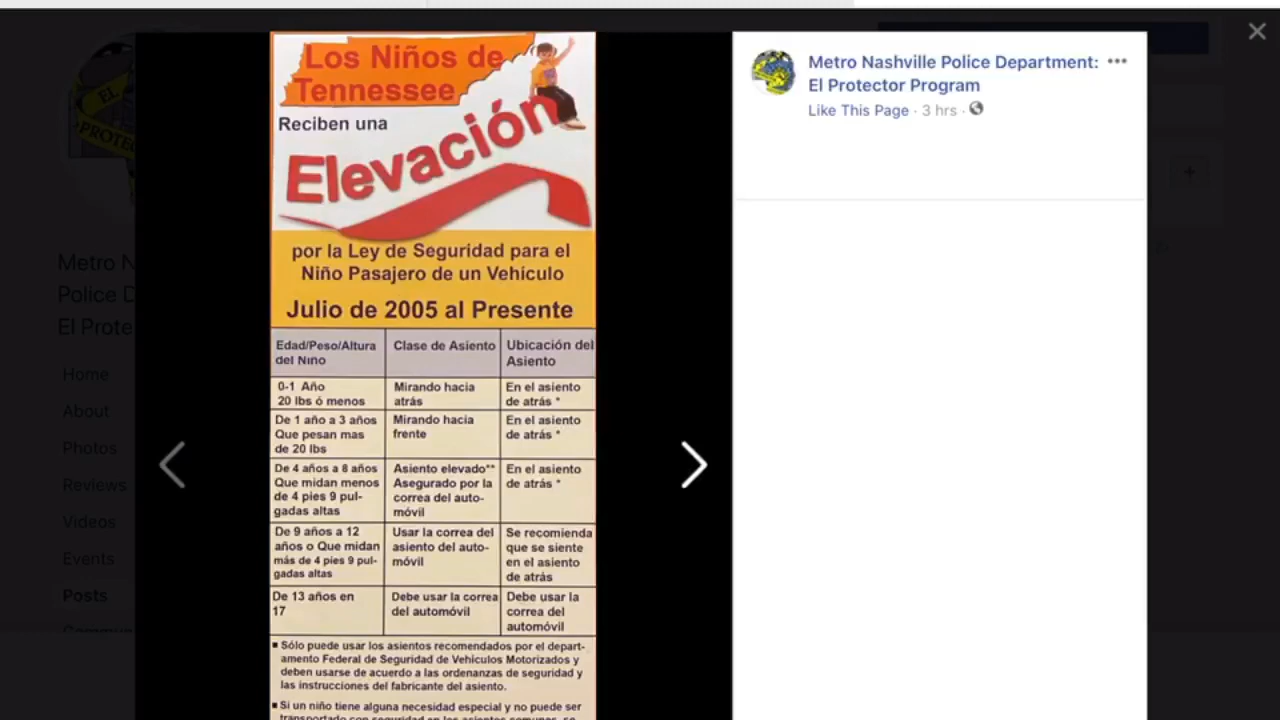 Los Niños de
Tennessee
Reciben una
Elevación
por la Ley de Seguridad para el
Niño Pasajero de un Vehículo
Julio de 2005 al Presente
Edad/Peso/Altura
del Nino
Clase de Asiento
Ubicación del
Asiento
0-1 Año
20 lbs ó menos
Mirando hacia
atrás
En el asiento
de atrás *
De 1 año a 3 años
Que pesan mas
de 20 lbs
Mirando hacia
frente
En el asiento
de atrás *
De 4 años a 8 años
Que midan menos
de 4 pies 9 pul-
gadas altas
Asiento elevado**
Asegurado por la
correa del auto-
móvil
En el asiento
de atrás *
De 9 años a 12
años o Que midan
más de 4 pies 9 pul-
gadas altas
Usar la correa del
asiento del auto-
móvil
Se recomienda
que se siente
en el asiento
de atrás
De 13 años en
17
Debe usar la correa
del automóvil
Debe usar la
correa del
automóvil
▪ Sólo puede usar los asientos recomendados por el depart-
amento Federal de Seguridad de Vehículos Motorizados y
deben usarse de acuerdo a las ordenanzas de seguridad y
las instrucciones del fabricante del asiento.
▪ Si un niño tiene alguna necesidad especial y no puede ser
transportado con seguridad en los asientos comunes, se
Metro Nashville Police Department:
El Protector Program
Like This Page · 3 hrs ·
EL
PROTEC
Metro N
Police D
El Prote
Home
About
Photos
Reviews
Videos
Events
Posts